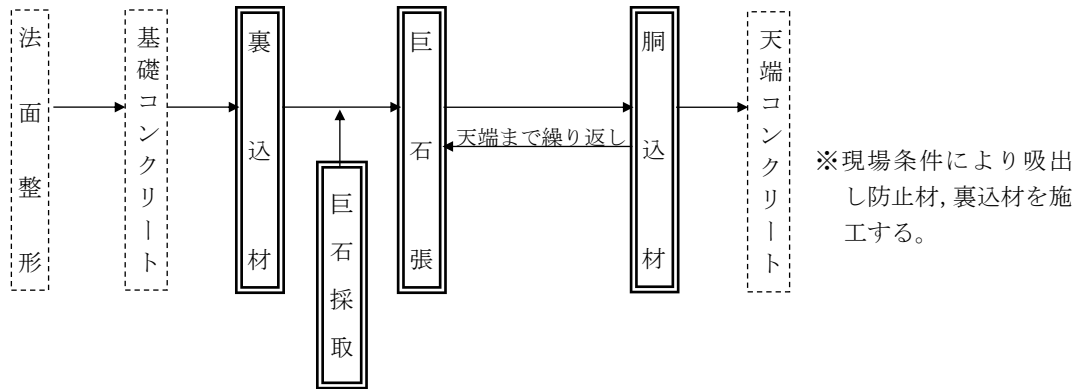 法面整形
基礎コンクリート
裏込材
巨石採取
巨石張
天端まで繰り返し
胴込材
天端コンクリート
※現場条件により吸出
し防止材,裏込材を施
工する。